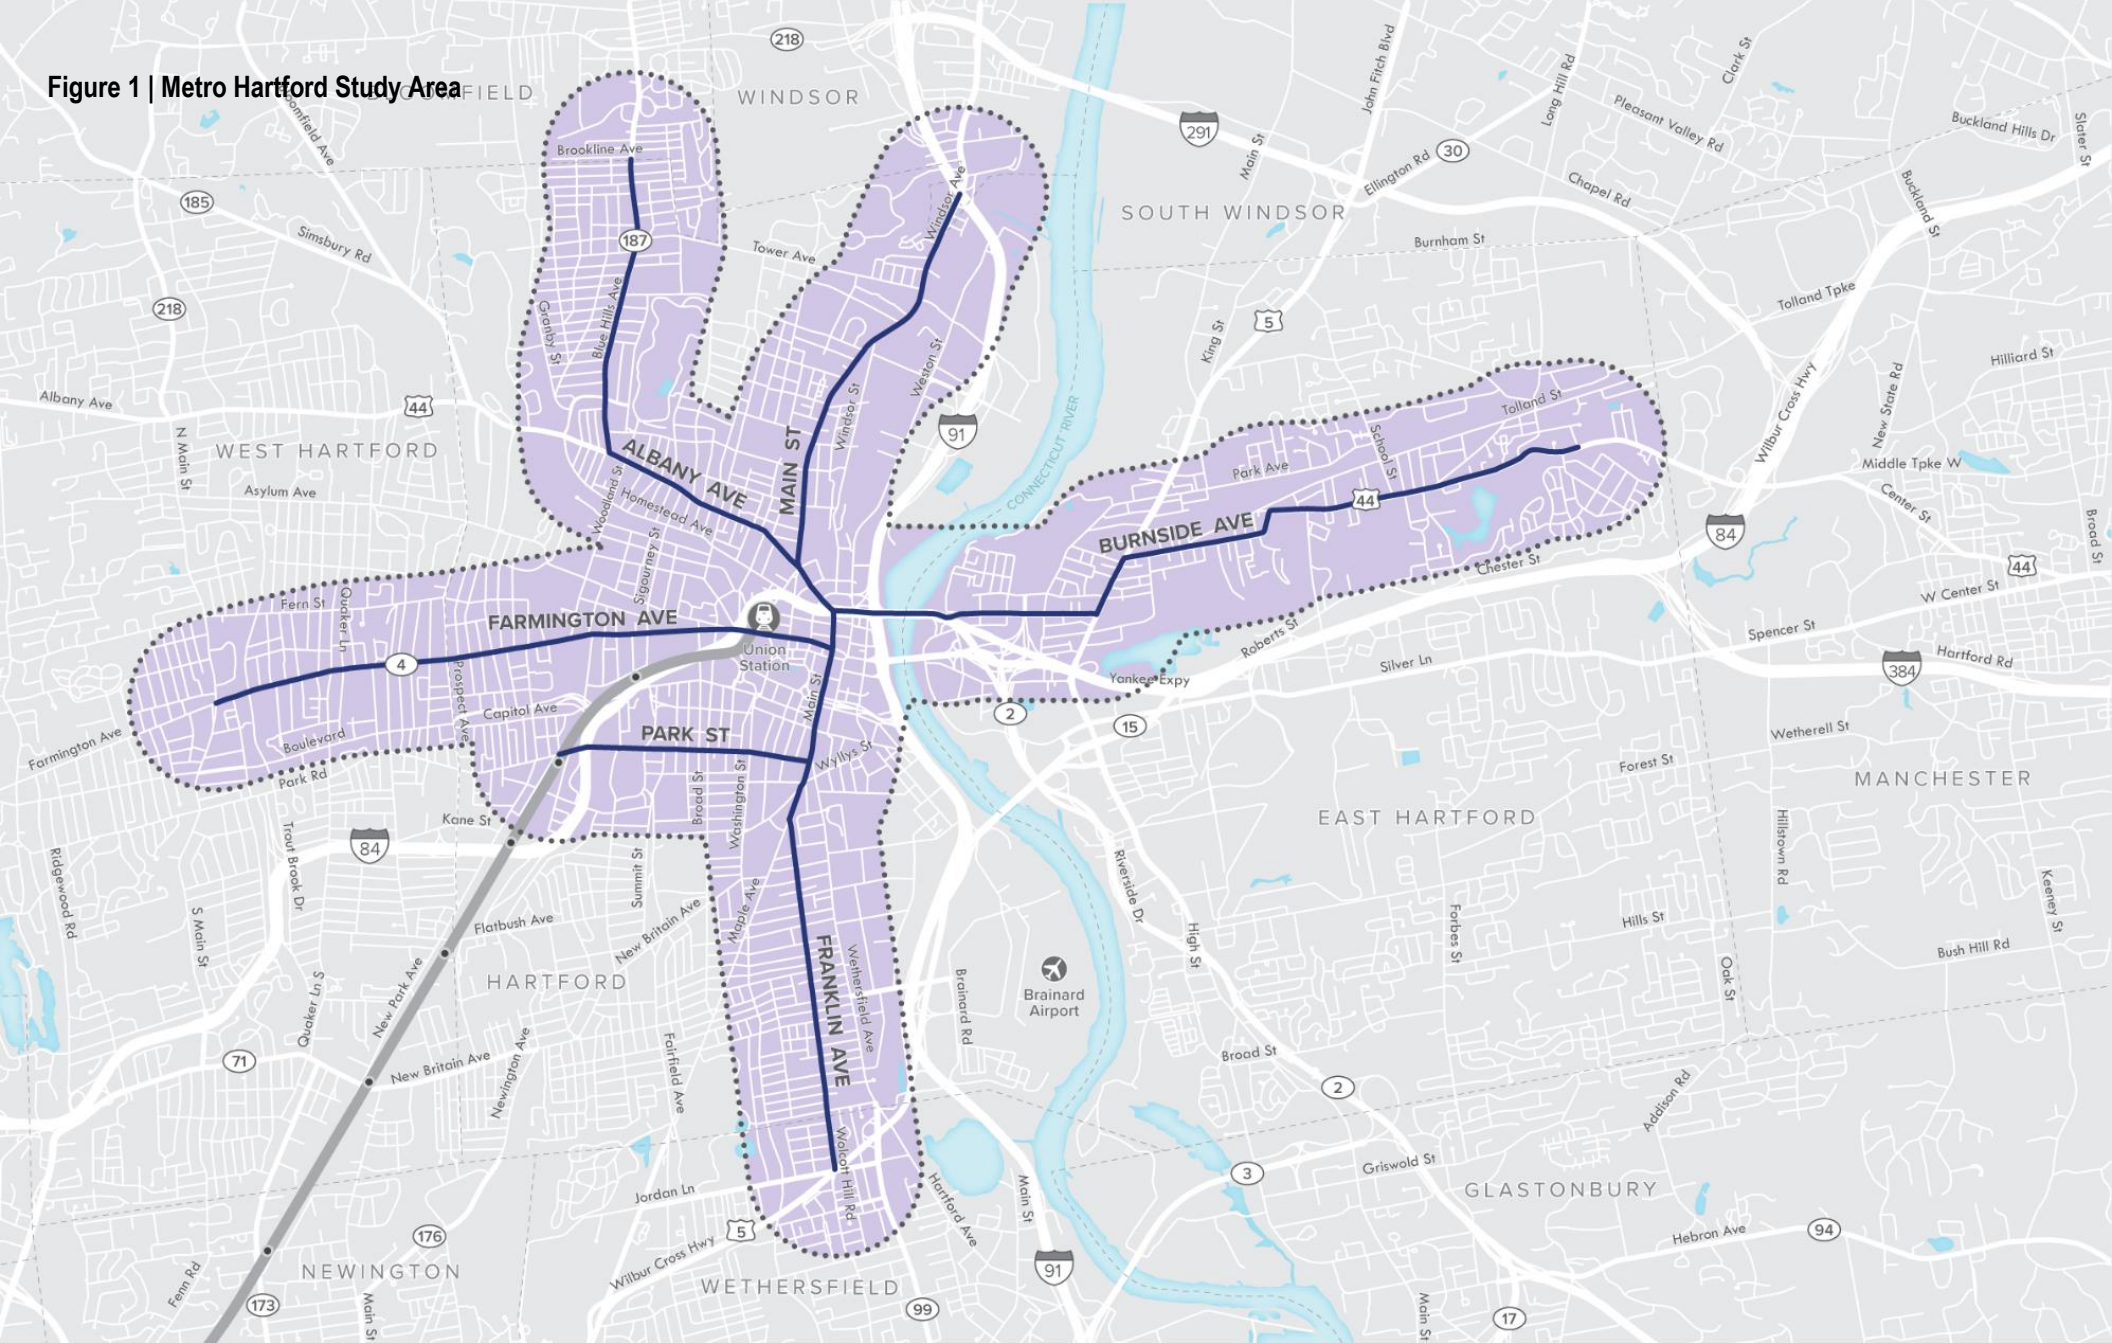 218
Figure 1 | Metro Hartford Study Area
WINDSOR
John Fitch Blvd
Long Hill Rd
Clark St
Pleasant Valley Rd
Buckland Hills Dr
Slater St
291
Main St
Ellington Rd
30
Brookline Ave
185
Chapel Rd
Buckland St
Windsor Ave
SOUTH WINDSOR
Simsbury Rd
187
Tower Ave
Burnham St
218
Tolland Tpke
Granby St
Blue Hills Ave
5
King St
Weston St
Hilliard St
Albany Ave
44
Windsor St
Tolland St
Wilbur Cross Hwy
New State Rd
91
CONNECTICUT RIVER
School St
WEST HARTFORD
N Main St
ALBANY AVE
MAIN ST
Park Ave
Middle Tpke W
Asylum Ave
Woodland St
Homestead Ave
44
Center St
BURNSIDE AVE
84
Broad St
Sigourney St
Chester St
44
W Center St
Fern St
Quaker Ln
FARMINGTON AVE
Spencer St
Roberts St
4
Union
Station
Silver Ln
384
Hartford Rd
Prospect Ave
Yankee Expy
Capitol Ave
Main St
2
15
Farmington Ave
Boulevard
PARK ST
Wyllys St
Wetherell St
Park Rd
Broad St
Washington St
Forest St
MANCHESTER
Kane St
EAST HARTFORD
84
Trout Brook Dr
Ridgewood Rd
Summit St
Maple Ave
Riverside Dr
Hillstown Rd
Keeney St
S Main St
Flatbush Ave
New Britain Ave
High St
Forbes St
Hills St
Bush Hill Rd
HARTFORD
FRANKLIN AVE
Wethersfield Ave
Brainard Rd
Brainard
Airport
Oak St
New Park Ave
Quaker Ln S
71
New Britain Ave
Newington Ave
Fairfield Ave
Broad St
2
Addison Rd
Wolcott Hill Rd
3
Griswold St
Jordan Ln
Hartford Ave
Main St
GLASTONBURY
176
5
Wilbur Cross Hwy
Hebron Ave
94
NEWINGTON
91
Fenn Rd
WETHERSFIELD
173
Main St
99
Main St
17